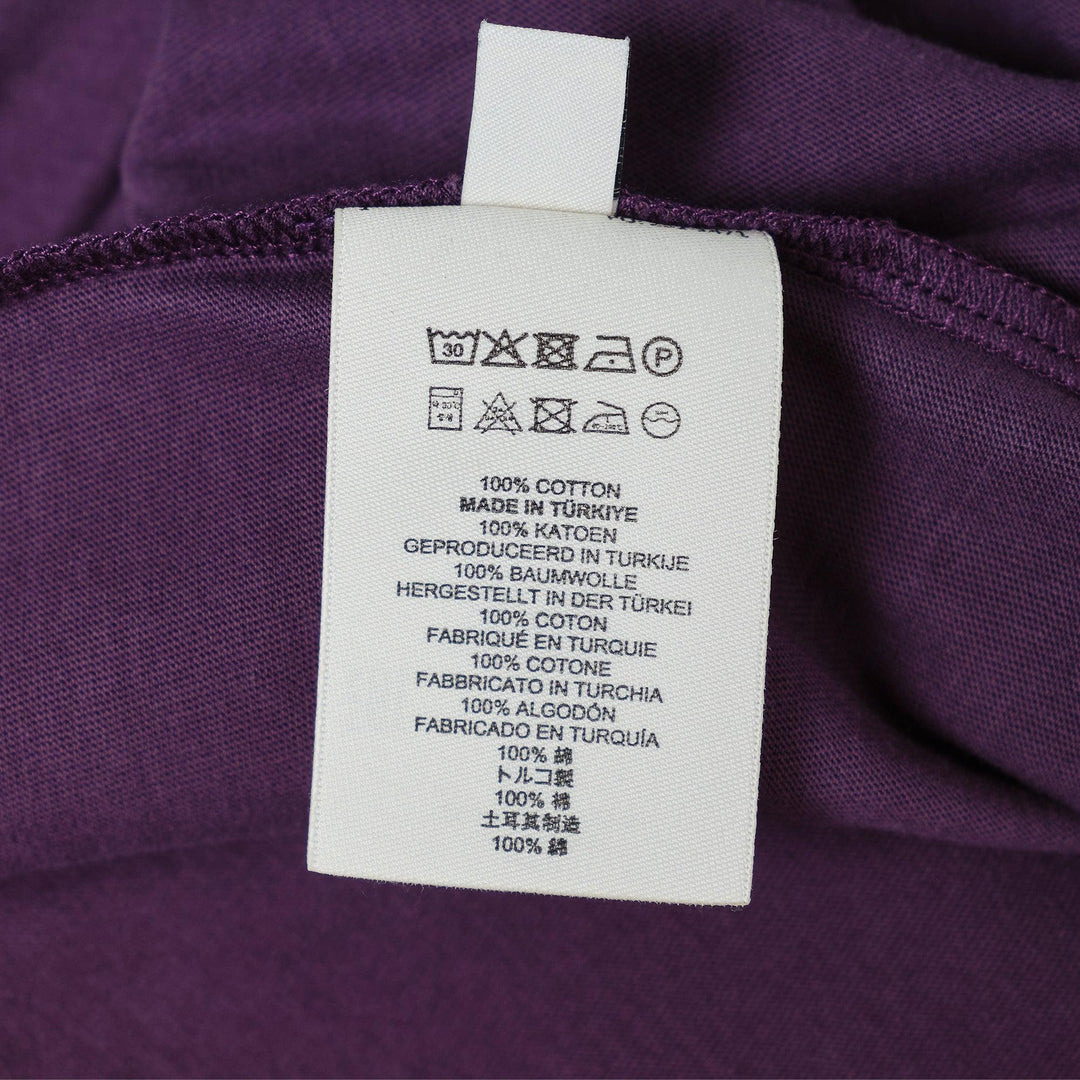 30
P
100% COTTON
MADE IN TÜRKIYE
100% KATOEN
GEPRODUCEERD IN TURKIJE
100% BAUMWOLLE
HERGESTELLT IN DER TÜRKEI
100% COTON
FABRIQUÉ EN TURQUIE
100% COTONE
FABBRICATO IN TURCHIA
100% ALGODÓN
FABRICADO EN TURQUÍA
100% 綿
トルコ製
100% 棉
土耳其制造
100% 綿